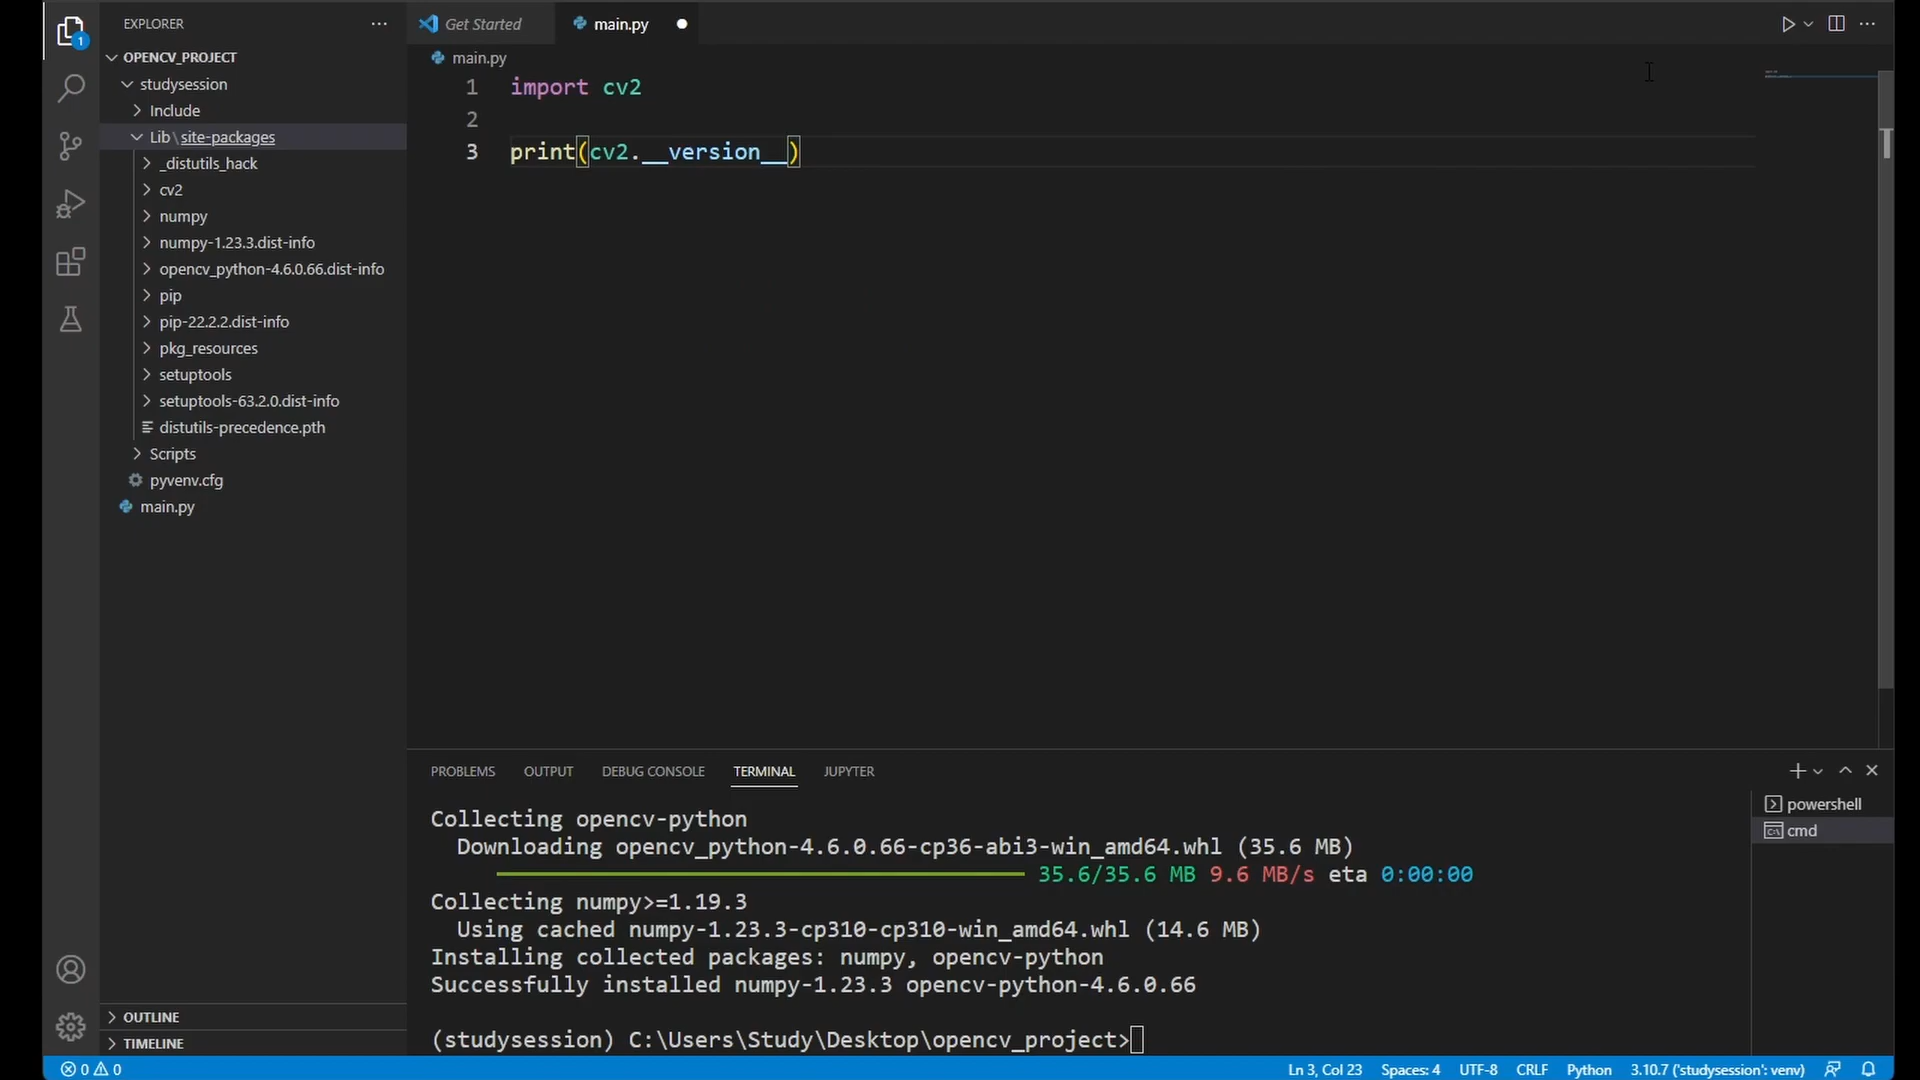 EXPLORER
1
OPENCV_PROJECT
studysession
Include
Lib\site-packages
_distutils_hack
cv2
numpy
numpy-1.23.3.dist-info
opencv_python-4.6.0.66.dist-info
pip
pip-22.2.2.dist-info
pkg_resources
setuptools
setuptools-63.2.0.dist-info
distutils-precedence.pth
Scripts
pyvenv.cfg
main.py
OUTLINE
TIMELINE
Get Started
main.py
main.py
1 import cv2
2
3 print(cv2.__version__)
PROBLEMS OUTPUT DEBUG CONSOLE TERMINAL JUPYTER
Collecting opencv-python
Downloading opencv_python-4.6.0.66-cp36-abi3-win_amd64.whl (35.6 MB)
35.6/35.6 MB 9.6 MB/s eta 0:00:00
Collecting numpy>=1.19.3
Using cached numpy-1.23.3-cp310-cp310-win_amd64.whl (14.6 MB)
Installing collected packages: numpy, opencv-python
Successfully installed numpy-1.23.3 opencv-python-4.6.0.66
(studysession) C:\Users\Study\Desktop\opencv_project>
powershell
cmd
0 0 Ln 3, Col 23 Spaces: 4 UTF-8 CRLF Python 3.10.7 ('studysession': venv)